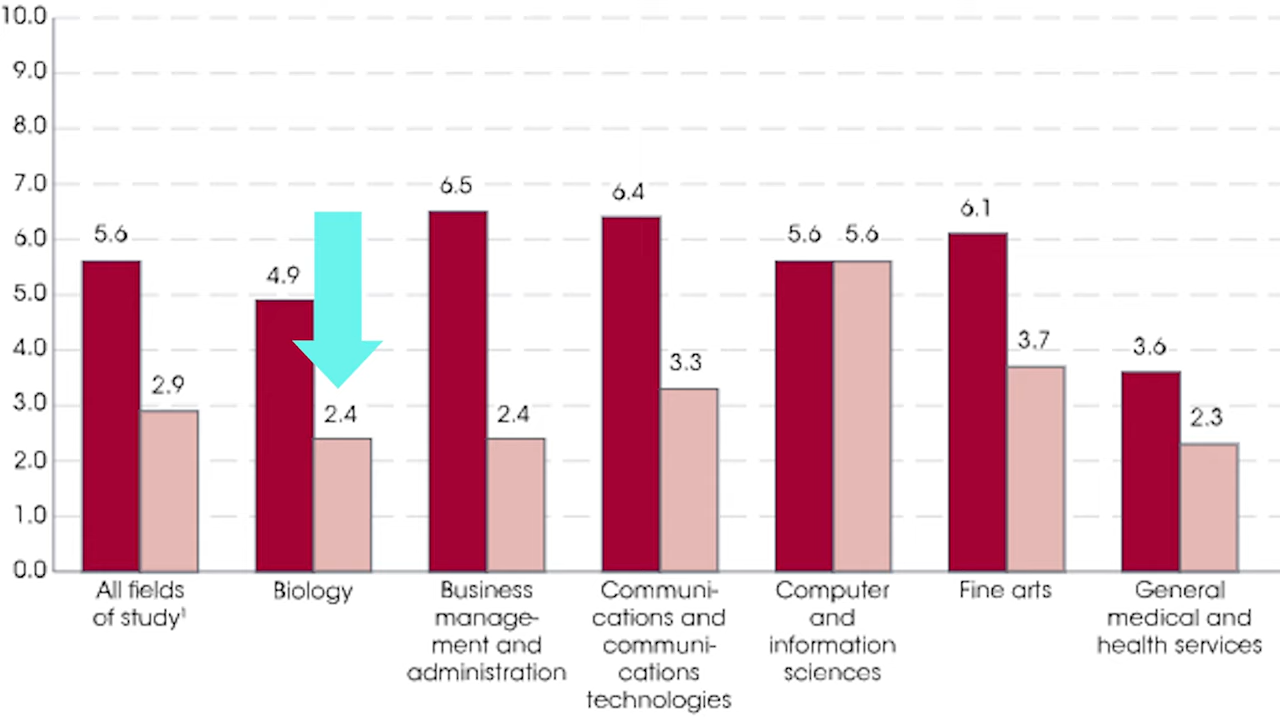 10.0
9.0
8.0
7.0
6.0
5.0
4.0
3.0
2.0
1.0
0.0
5.6
2.9
4.9
2.4
6.5
2.4
6.4
3.3
5.6
5.6
6.1
3.7
3.6
2.3
All fields
of study¹
Biology
Business
manage-
ment and
administration
Communi-
cations and
communi-
cations
technologies
Computer
and
information
sciences
Fine arts
General
medical and
health services